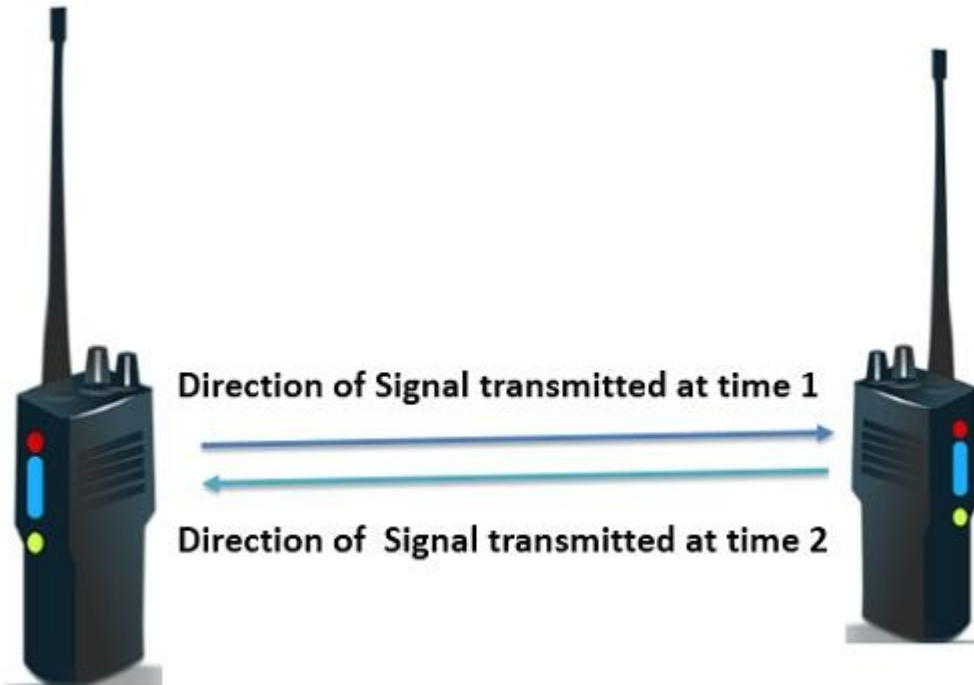 Direction of Signal transmitted at time 1
Direction of  Signal transmitted at time 2